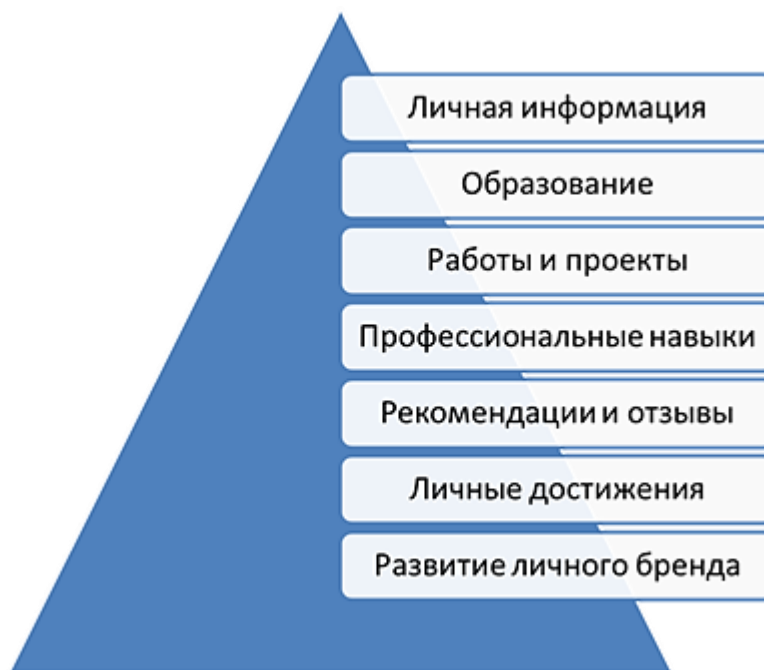 Личная информация
Образование
Работы и проекты
Профессиональные навыки
Рекомендации и отзывы
Личные достижения
Развитие личного бренда